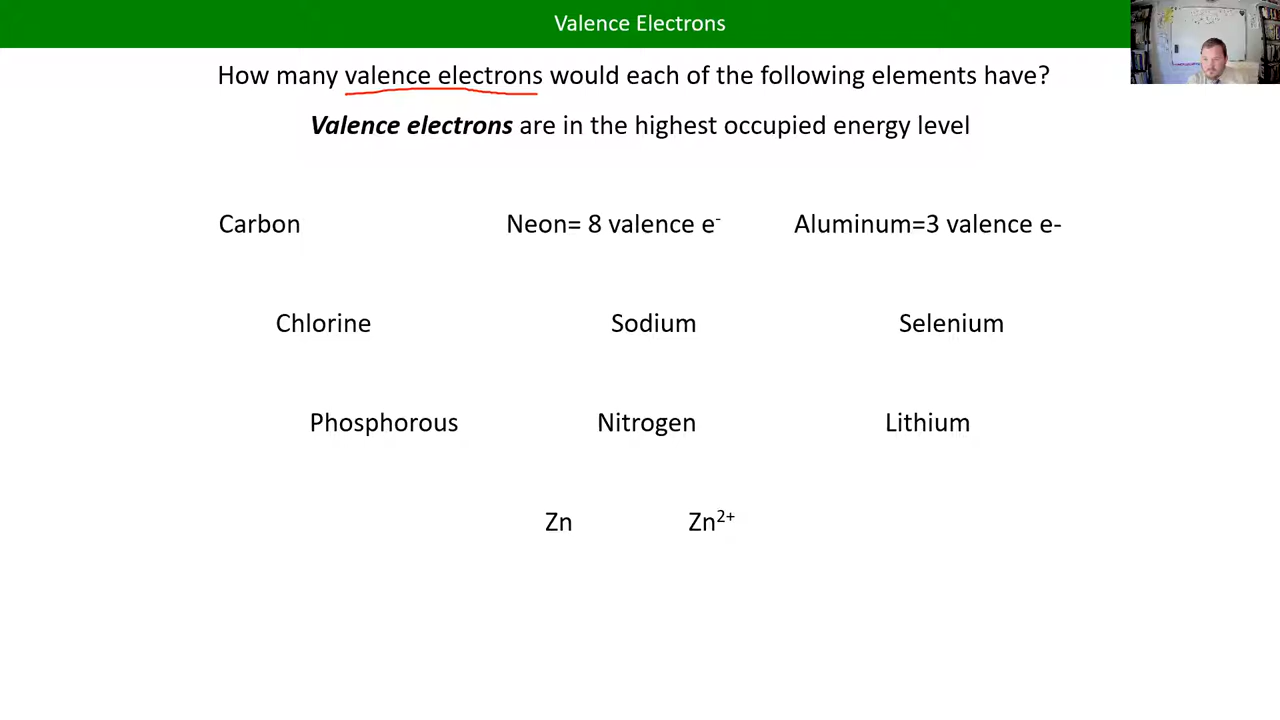 Valence Electrons
How many valence electrons would each of the following elements have?
Valence electrons are in the highest occupied energy level
Carbon Neon= 8 valence e⁻ Aluminum=3 valence e-
Chlorine Sodium Selenium
Phosphorous Nitrogen Lithium
Zn Zn²⁺